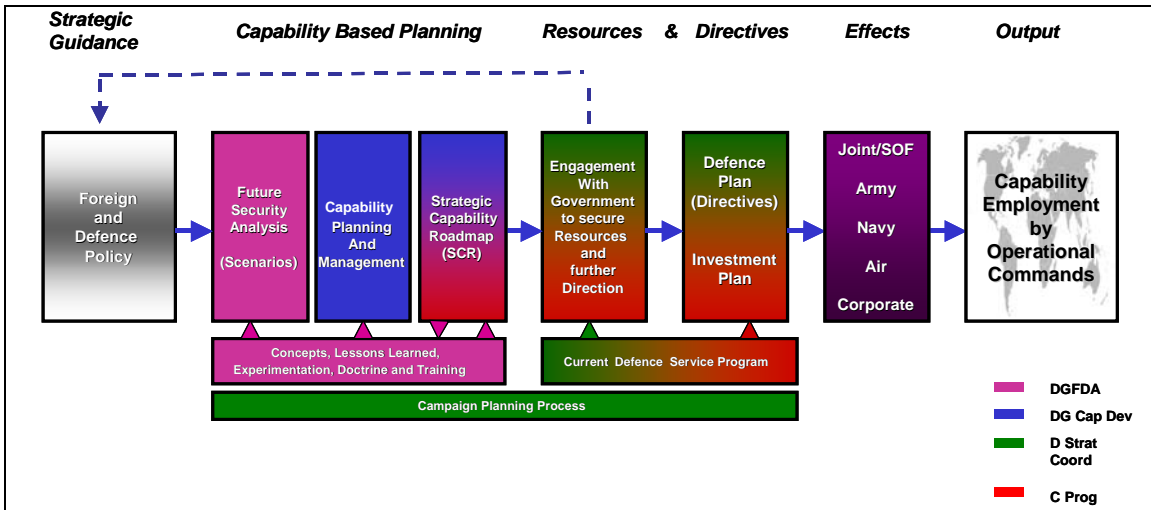 Strategic
Guidance
Capability Based Planning
Resources & Directives
Effects
Output
Foreign
and
Defence
Policy
Future
Security
Analysis
(Scenarios)
Capability
Planning
And
Management
Strategic
Capability
Roadmap
(SCR)
Engagement
With
Government
to secure
Resources
and
further
Direction
Defence
Plan
(Directives)
Investment
Plan
Joint/SOF
Army
Navy
Air
Corporate
Capability
Employment
by
Operational
Commands
Concepts, Lessons Learned,
Experimentation, Doctrine and Training
Current Defence Service Program
Campaign Planning Process
DGFDA
DG Cap Dev
D Strat
Coord
C Prog